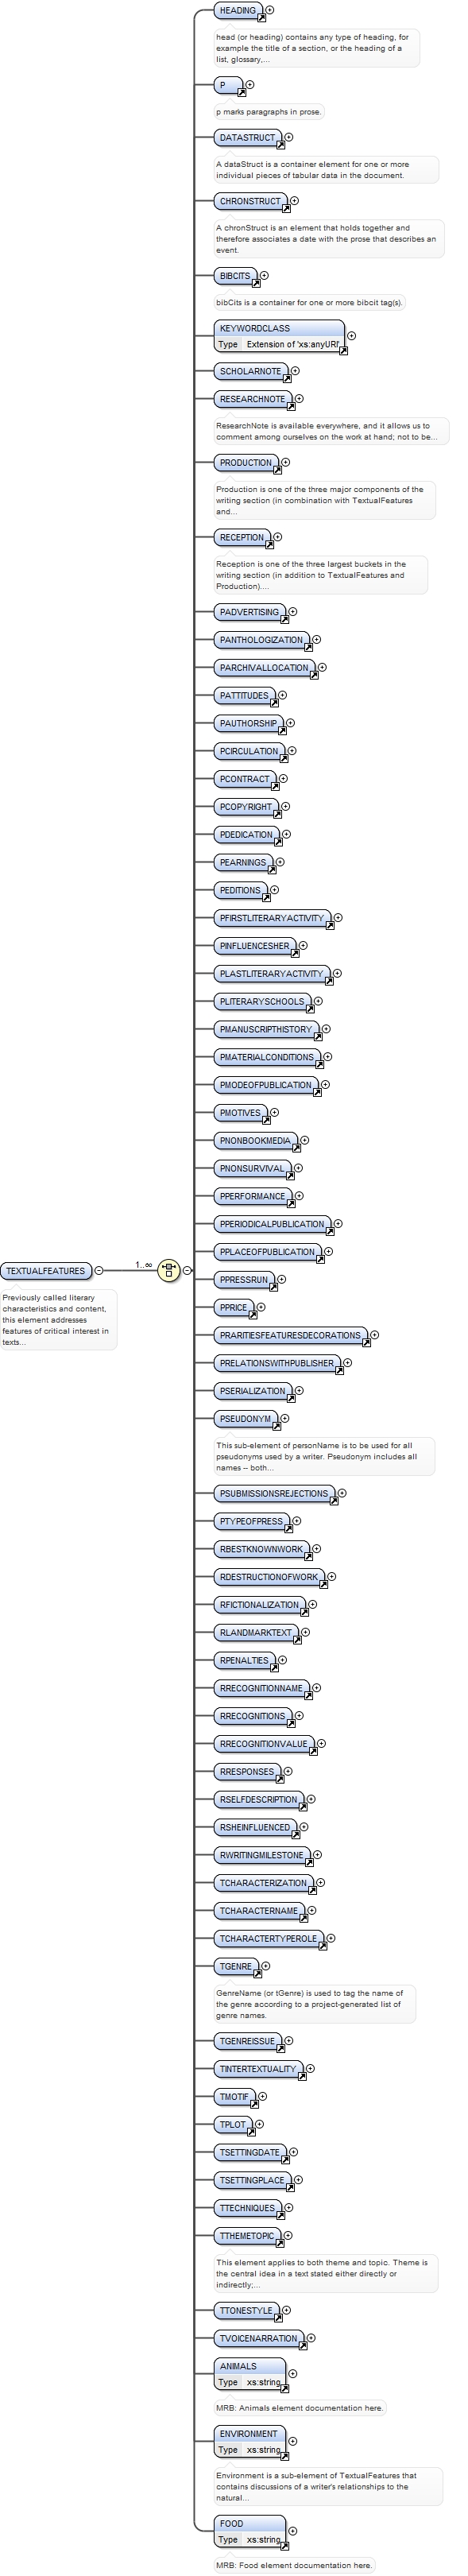 HEADING
head (or heading) contains any type of heading, for
example the title of a section, or the heading of a
list, glossary,...
P
p marks paragraphs in prose.
DATASTRUCT
A dataStruct is a container element for one or more
individual pieces of tabular data in the document.
CHRONSTRUCT
A chronStruct is an element that holds together and
therefore associates a date with the prose that describes an
event.
BIBCITS
bibCits is a container for one or more bibcit tag(s).
KEYWORDCLASS
Type Extension of 'xs:anyURI'
SCHOLARNOTE
RESEARCHNOTE
ResearchNote is available everywhere, and it allows us to
comment among ourselves on the work at hand; not to be...
PRODUCTION
Production is one of the three major components of the
writing section (in combination with TextualFeatures
and...
RECEPTION
Reception is one of the three largest buckets in the
writing section (in addition to TextualFeatures and
Production)....
PADVERTISING
PANTHOLOGIZATION
PARCHIVALLOCATION
PATTITUDES
PAUTHORSHIP
PCIRCULATION
PCONTRACT
PCOPYRIGHT
PDEDICATION
PEARNINGS
PEDITIONS
PFIRSTLITERARYACTIVITY
PINFLUENCESHER
PLASTLITERARYACTIVITY
PLITERARYSCHOOLS
PMANUSCRIPTHISTORY
PMATERIALCONDITIONS
PMODEOFPUBLICATION
PMOTIVES
PNONBOOKMEDIA
PNONSURVIVAL
PPERFORMANCE
PPERIODICALPUBLICATION
PPLACEOFPUBLICATION
TEXTUALFEATURES
1..∞
Previously called literary
characteristics and content,
this element addresses
features of critical interest in
texts...
PPRESSRUN
PPRICE
PRARITIESFEATURESDECORATIONS
PRELATIONSWITHPUBLISHER
PSERIALIZATION
PSEUDONYM
This sub-element of personName is to be used for all
pseudonyms used by a writer. Pseudonym includes all
names -- both...
PSUBMISSIONSREJECTIONS
PTYPEOFPRESS
RBESTKNOWNWORK
RDESTRUCTIONOFWORK
RFICTIONALIZATION
RLANDMARKTEXT
RPENALTIES
RRECOGNITIONNAME
RRECOGNITIONS
RRECOGNITIONVALUE
RRESPONSES
RSELFDESCRIPTION
RSHEINFLUENCED
RWRITINGMILESTONE
TCHARACTERIZATION
TCHARACTERNAME
TCHARACTERTYPEROLE
TGENRE
GenreName (or tGenre) is used to tag the name of
the genre according to a project-generated list of
genre names.
TGENREISSUE
TINTERTEXTUALITY
TMOTIF
TPLOT
TSETTINGDATE
TSETTINGPLACE
TTECHNIQUES
TTHEMETOPIC
This element applies to both theme and topic. Theme is
the central idea in a text stated either directly or
indirectly;...
TTONESTYLE
TVOICENARRATION
ANIMALS
Type xs:string
MRB: Animals element documentation here.
ENVIRONMENT
Type xs:string
Environment is a sub-element of TextualFeatures that
contains discussions of a writer's relationships to the
natural...
FOOD
Type xs:string
MRB: Food element documentation here.